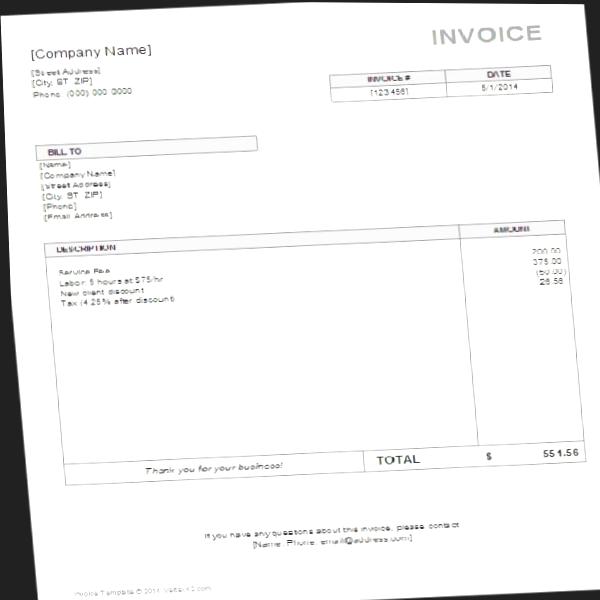 [Company Name]
INVOICE
[Street Address]
[City, ST ZIP]
Phone: (000) 000-0000
INVOICE #
DATE
[123456]
5/1/2014
BILL TO
[Name]
[Company Name]
[Street Address]
[City, ST ZIP]
[Phone]
[Email Address]
DESCRIPTION
AMOUNT
Service Fee
200.00
Labor: 5 hours at $75/hr
375.00
New client discount
(50.00)
Tax (4.25% after discount)
26.56
Thank you for your business!
TOTAL
$ 551.56
If you have any questions about this invoice, please contact
[Name, Phone, email@address.com]
Invoice Template © 2014 Vertex42.com